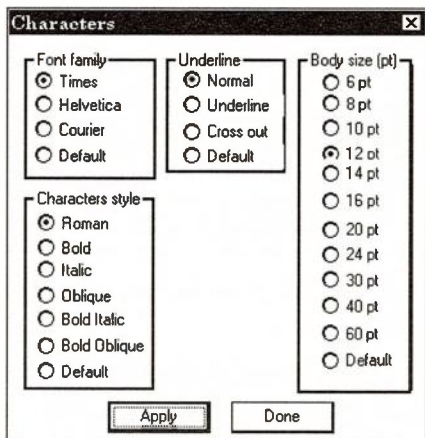 Characters
Font family
Times
Helvetica
Courier
Default
Underline
Normal
Underline
Cross out
Default
Body size (pt)
6 pt
8 pt
10 pt
12 pt
14 pt
16 pt
20 pt
24 pt
30 pt
40 pt
60 pt
Default
Characters style
Roman
Bold
Italic
Oblique
Bold Italic
Bold Oblique
Default
Apply
Done